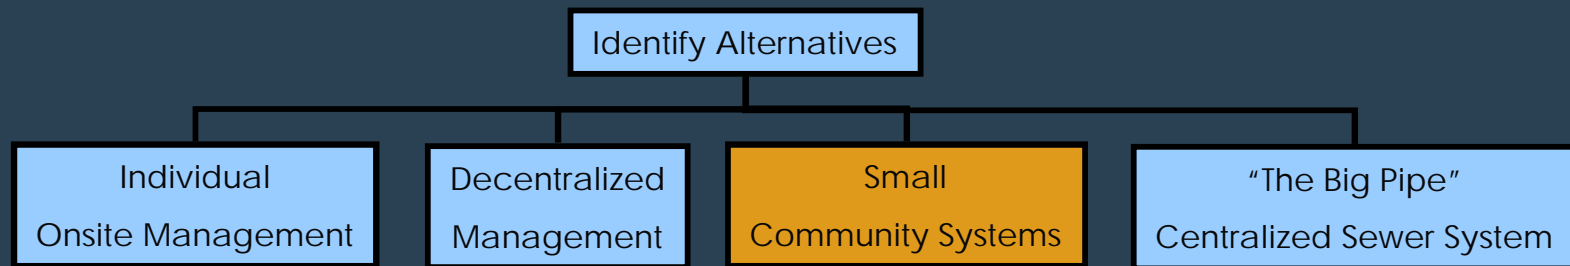 Identify Alternatives
Individual
Onsite Management
Decentralized
Management
Small
Community Systems
“The Big Pipe”
Centralized Sewer System